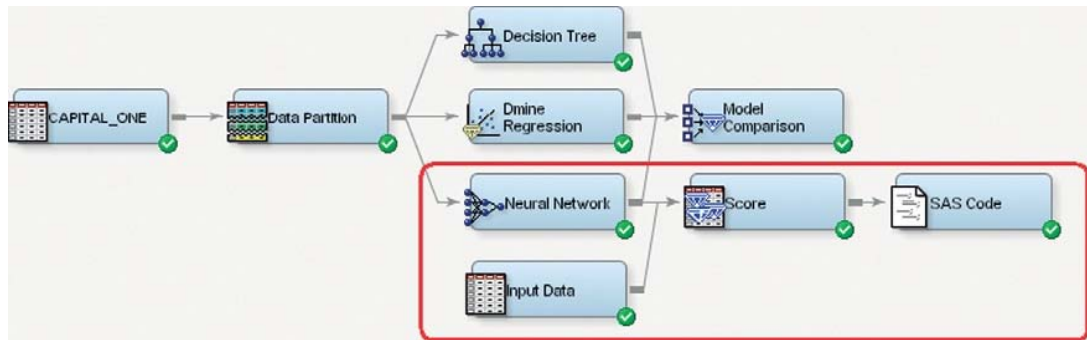 Decision Tree
CAPITAL_ONE
Data Partition
Dmine
Regression
Model
Comparison
Neural Network
Score
SAS Code
Input Data